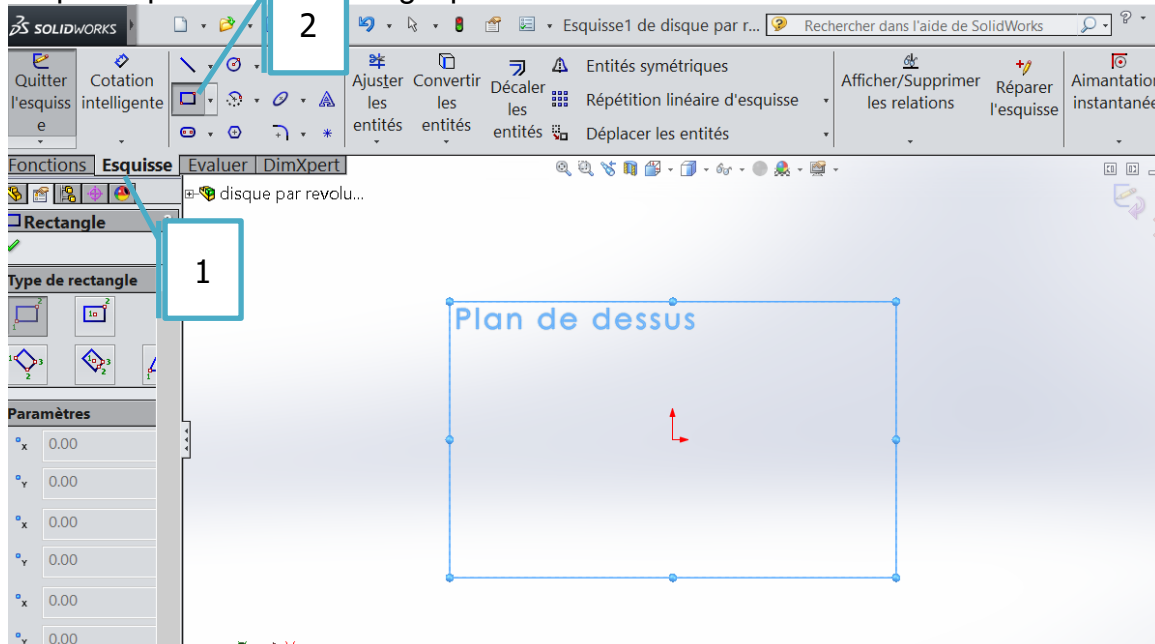 SOLIDWORKS
Esquisse1 de disque par r...
Rechercher dans l'aide de SolidWorks
?
2
Quitter
l'esquiss
e
Cotation
intelligente
Ajuster
les
entités
Convertir
les
entités
Décaler
les
entités
Entités symétriques
Répétition linéaire d'esquisse
Déplacer les entités
Afficher/Supprimer
les relations
Réparer
l'esquisse
Aimantation
instantanée
Fonctions Esquisse Evaluer DimXpert
disque par revolu...
Rectangle
1
Type de rectangle
Plan de dessus
Paramètres
x 0.00
Y 0.00
x 0.00
Y 0.00
x 0.00
Y 0.00